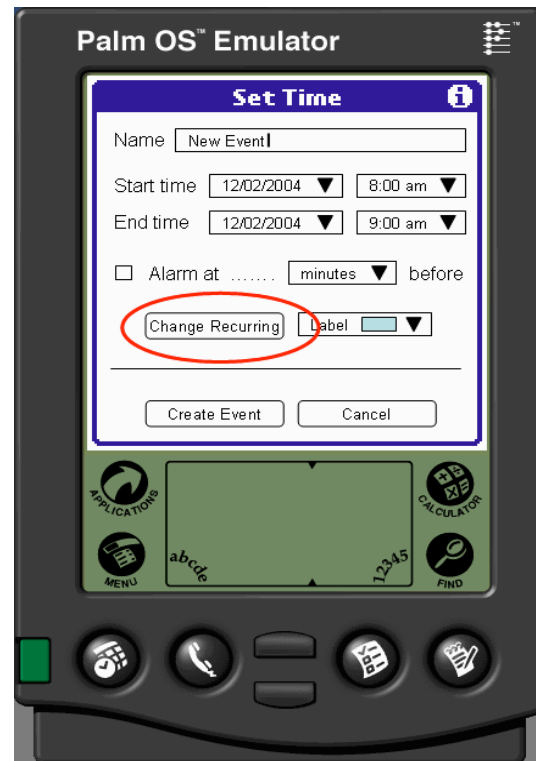 Palm OS™ Emulator
™
Set Time
i
Name New Event
Start time 12/02/2004 8:00 am
End time 12/02/2004 9:00 am
Alarm at ....... minutes before
Change Recurring Label
Create Event Cancel
APPLICATIONS
CALCULATOR
MENU
abcde
12345
FIND